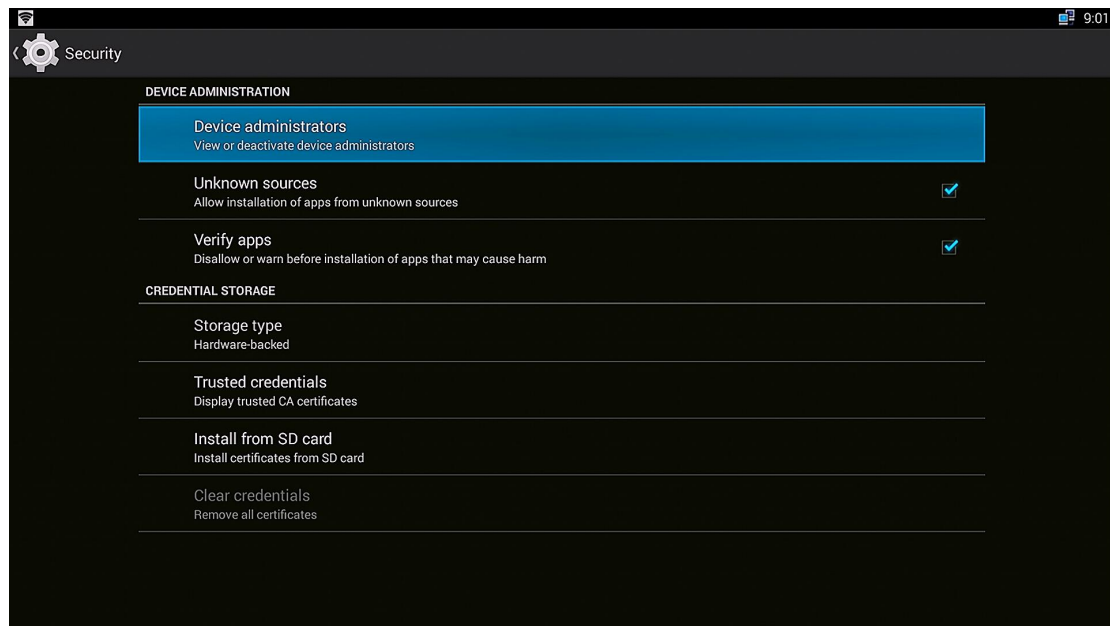 9:01
Security
DEVICE ADMINISTRATION
Device administrators
View or deactivate device administrators
Unknown sources
Allow installation of apps from unknown sources
Verify apps
Disallow or warn before installation of apps that may cause harm
CREDENTIAL STORAGE
Storage type
Hardware-backed
Trusted credentials
Display trusted CA certificates
Install from SD card
Install certificates from SD card
Clear credentials
Remove all certificates